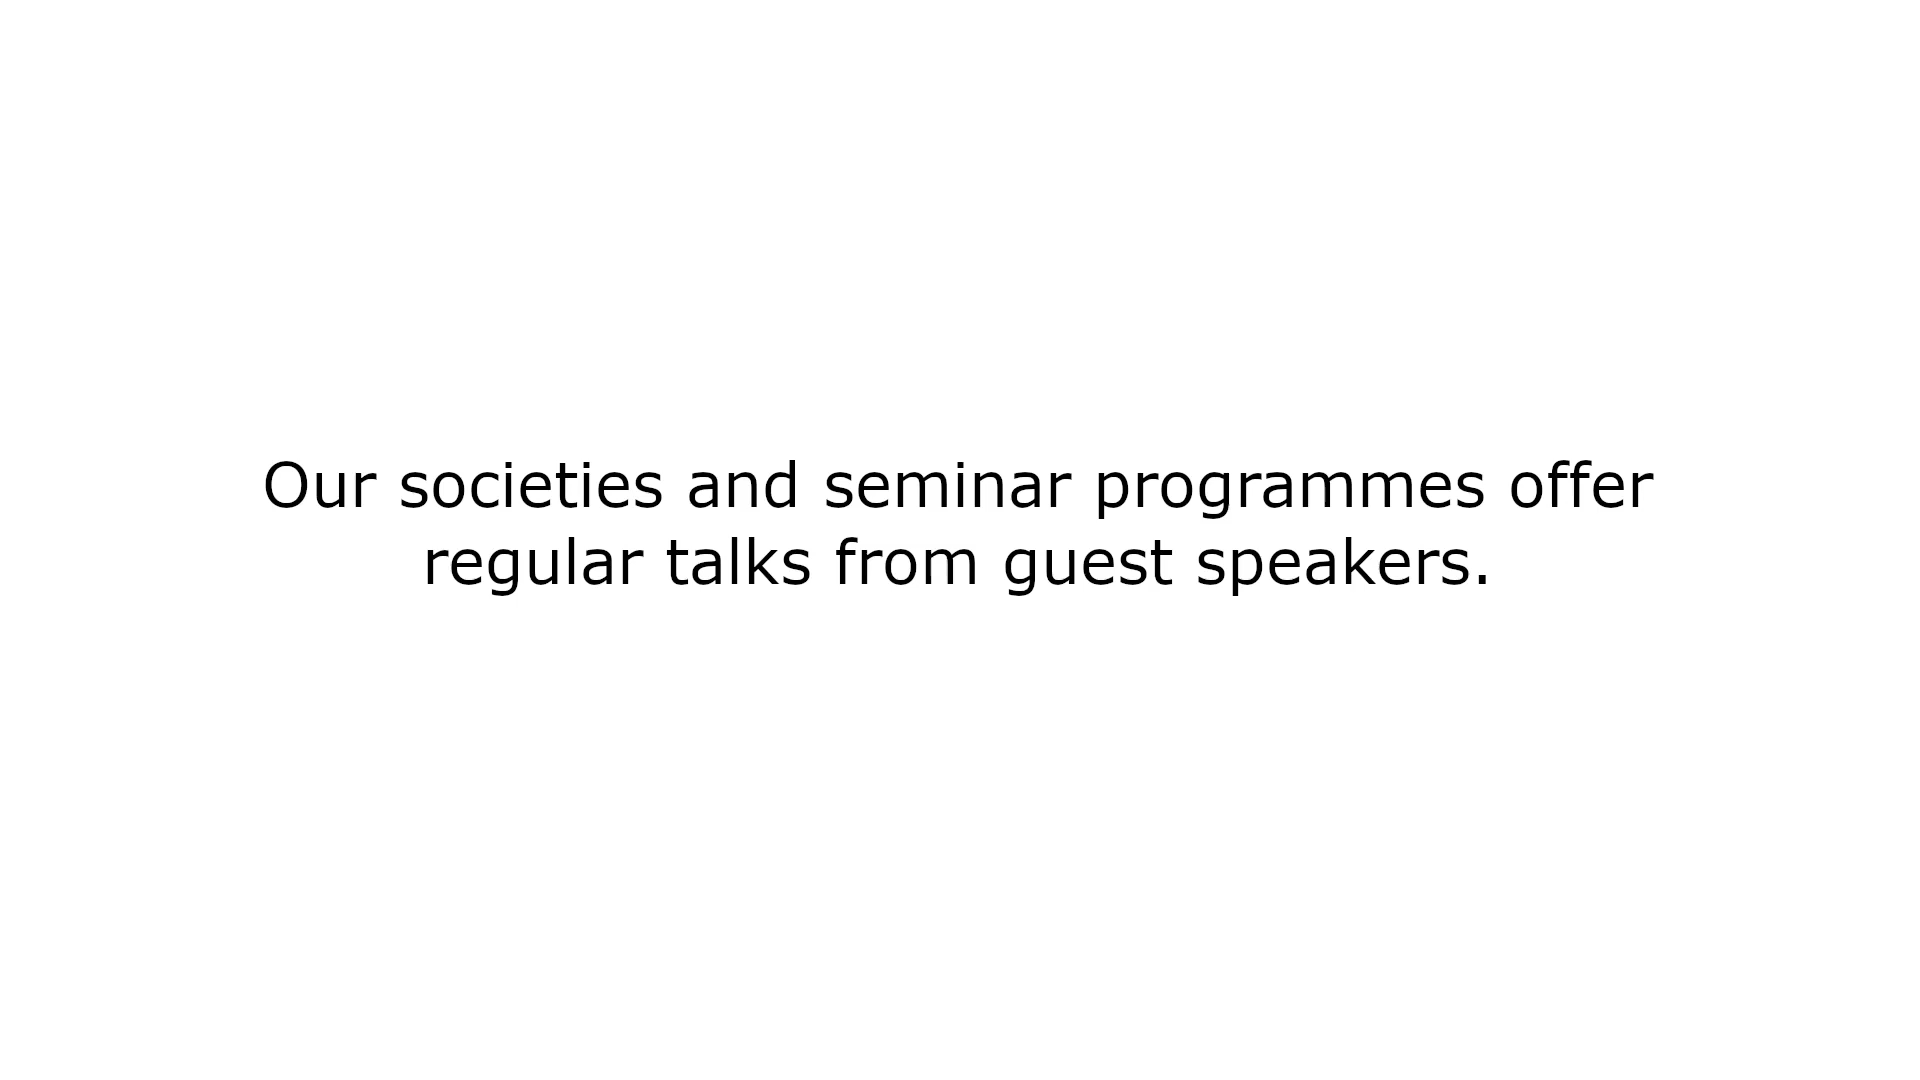 Our societies and seminar programmes offer
regular talks from guest speakers.